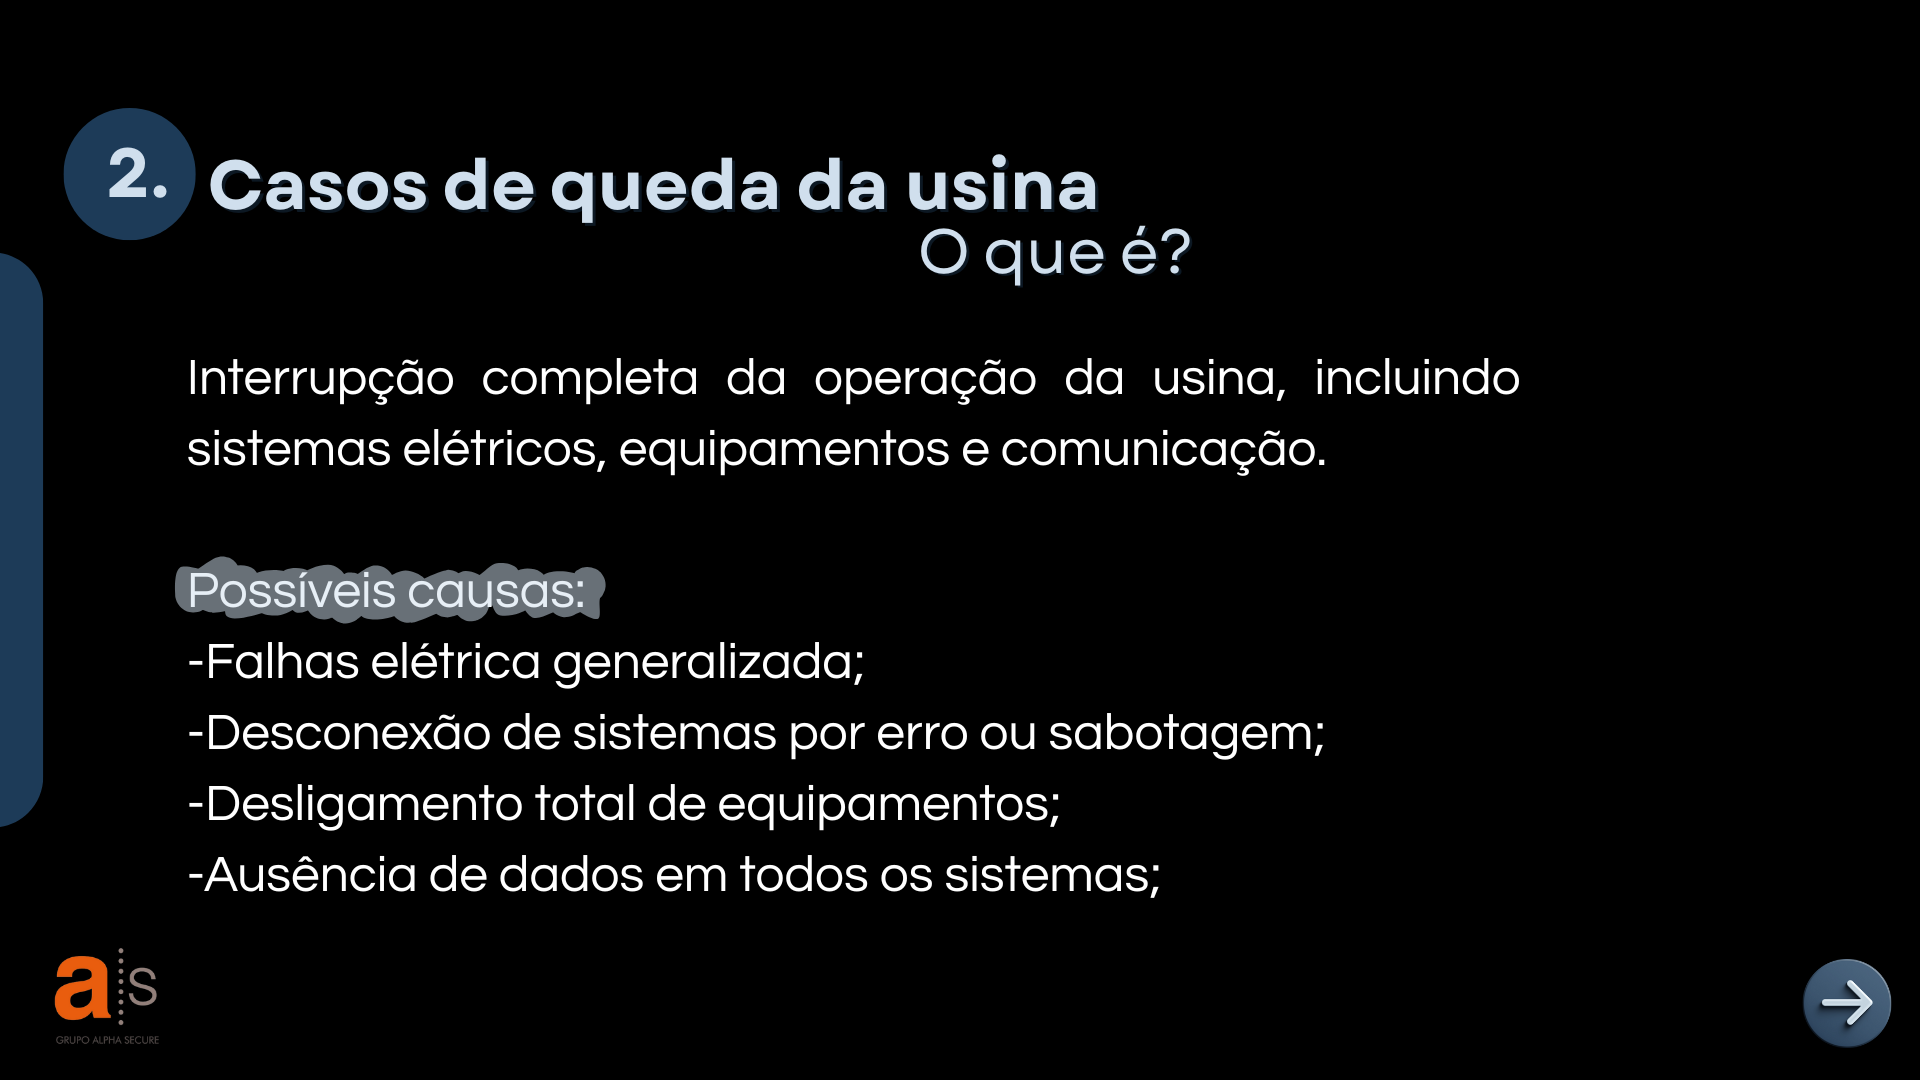 2.
Casos de queda da usina
O que é?
Interrupção completa da operação da usina, incluindo
sistemas elétricos, equipamentos e comunicação.
Possíveis causas:
-Falhas elétrica generalizada;
-Desconexão de sistemas por erro ou sabotagem;
-Desligamento total de equipamentos;
-Ausência de dados em todos os sistemas;
a s
GRUPO ALPHA SECURE